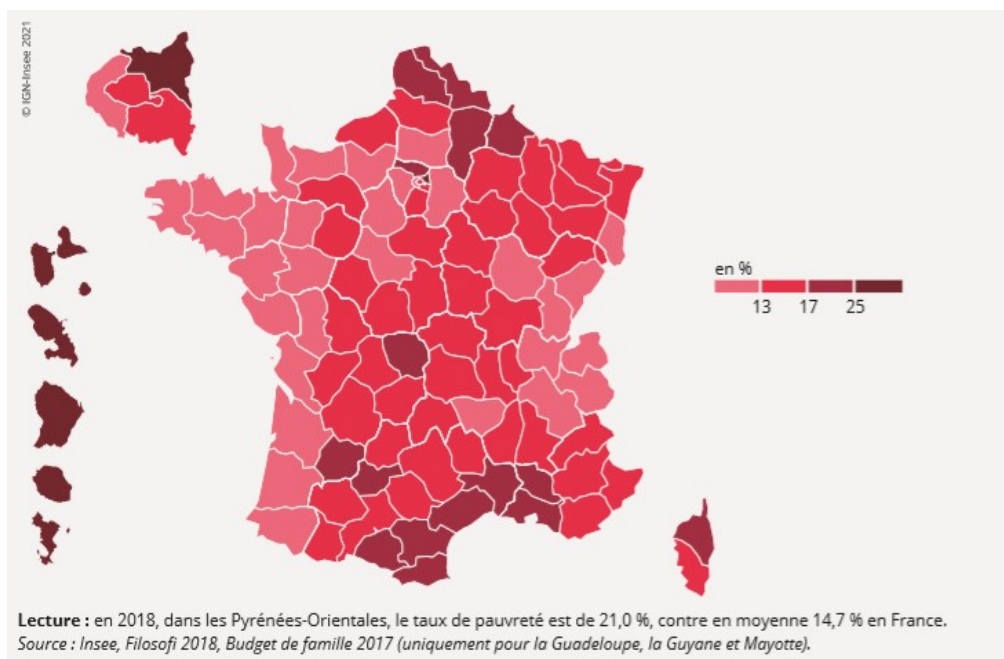 © IGN-Insee 2021
en %
13 17 25
Lecture : en 2018, dans les Pyrénées-Orientales, le taux de pauvreté est de 21,0 %, contre en moyenne 14,7 % en France.
Source : Insee, Filosofi 2018, Budget de famille 2017 (uniquement pour la Guadeloupe, la Guyane et Mayotte).